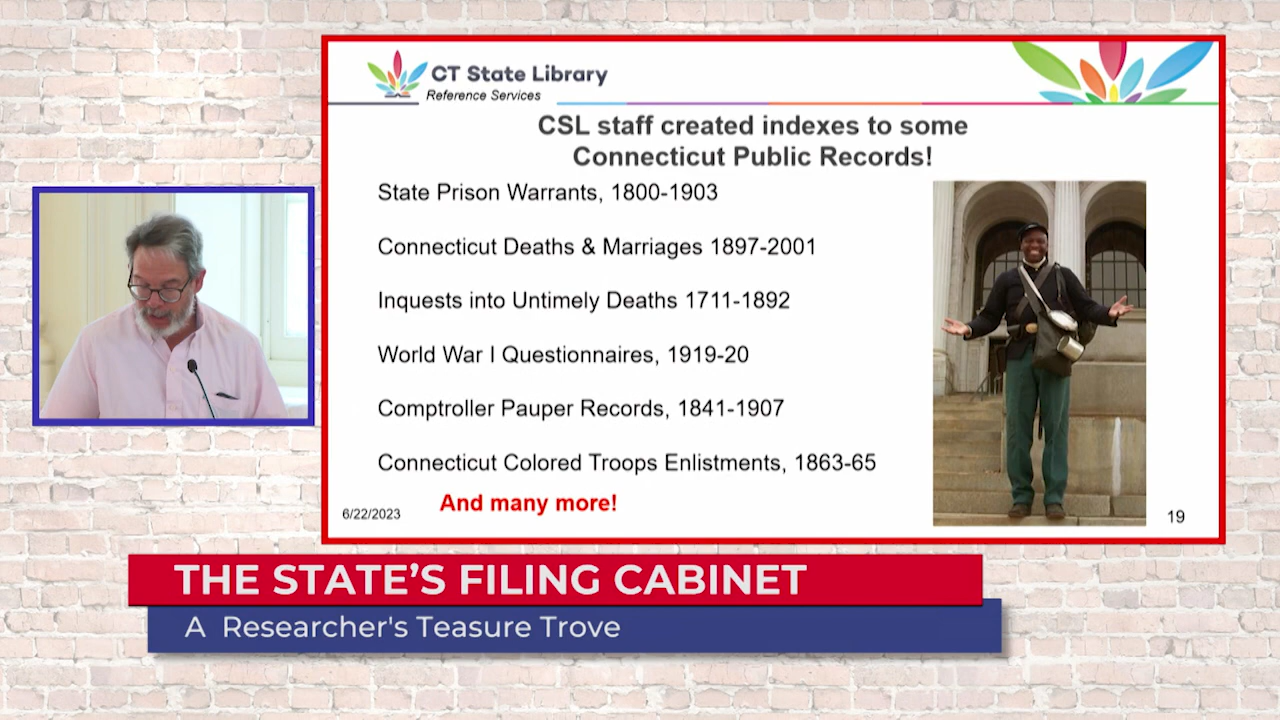 CT State Library
Reference Services
CSL staff created indexes to some
Connecticut Public Records!
State Prison Warrants, 1800-1903
Connecticut Deaths & Marriages 1897-2001
Inquests into Untimely Deaths 1711-1892
World War I Questionnaires, 1919-20
Comptroller Pauper Records, 1841-1907
Connecticut Colored Troops Enlistments, 1863-65
And many more!
6/22/2023
19
THE STATE'S FILING CABINET
A Researcher's Teasure Trove